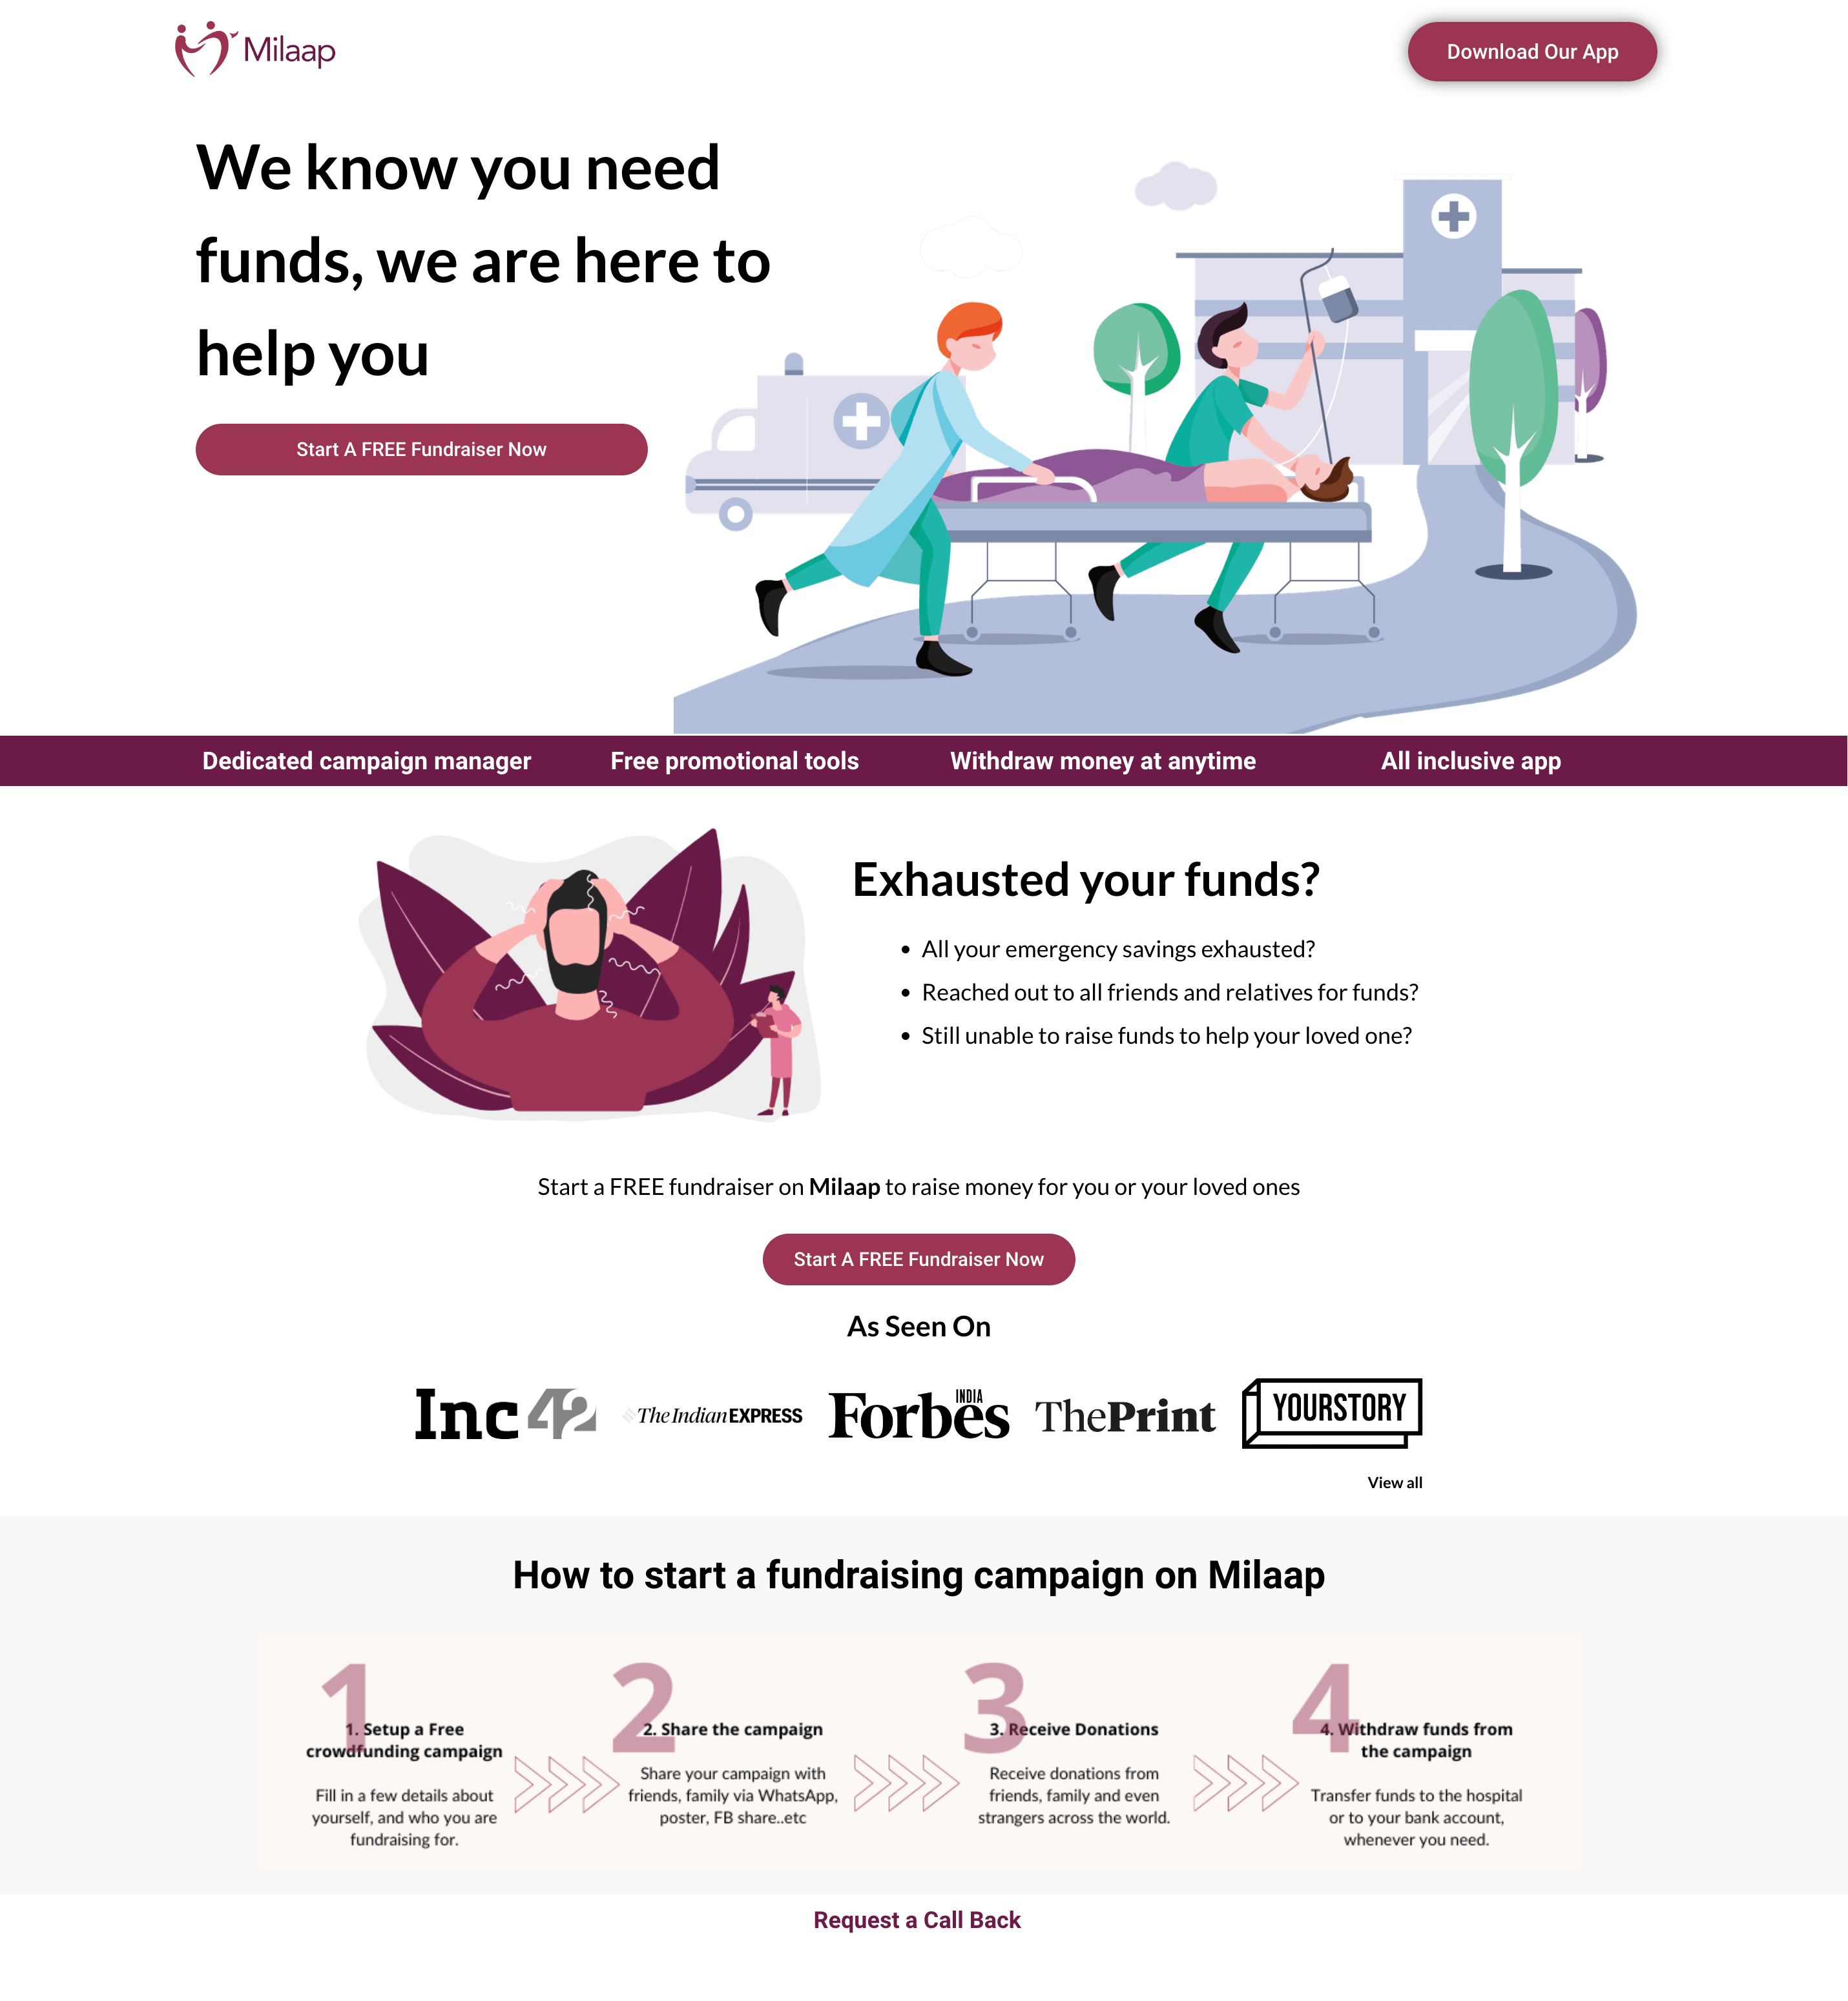 Milaap
Download Our App
We know you need
funds, we are here to
help you
Start A FREE Fundraiser Now
Dedicated campaign manager
Free promotional tools
Withdraw money at anytime
All inclusive app
Exhausted your funds?
• All your emergency savings exhausted?
• Reached out to all friends and relatives for funds?
• Still unable to raise funds to help your loved one?
Start a FREE fundraiser on Milaap to raise money for you or your loved ones
Start A FREE Fundraiser Now
As Seen On
Inc42
The Indian EXPRESS
Forbes INDIA
ThePrint
YOURSTORY
View all
How to start a fundraising campaign on Milaap
1
1. Setup a Free
crowdfunding campaign
Fill in a few details about
yourself, and who you are
fundraising for.
2
2. Share the campaign
Share your campaign with
friends, family via WhatsApp,
poster, FB share..etc
3
3. Receive Donations
Receive donations from
friends, family and even
strangers across the world.
4
4. Withdraw funds from
the campaign
Transfer funds to the hospital
or to your bank account,
whenever you need.
Request a Call Back